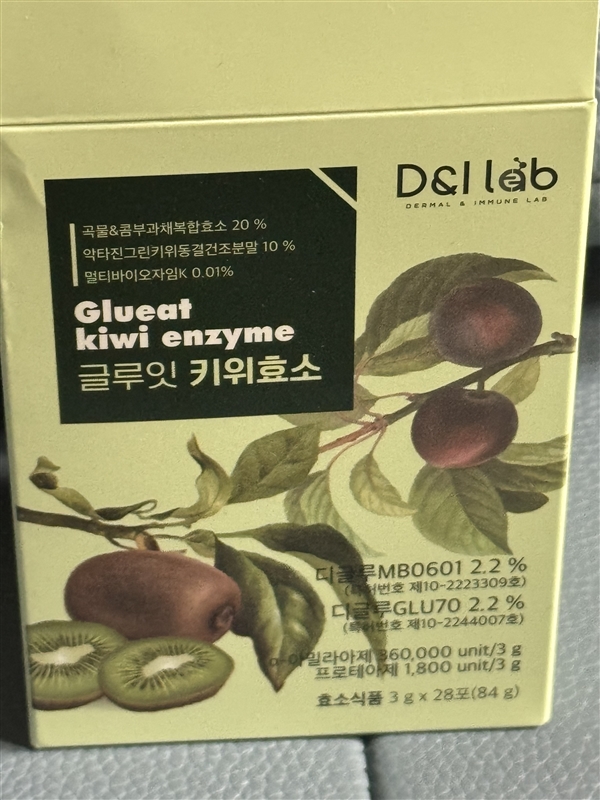 D&I lab
DERMAL & IMMUNE LAB
곡물&콤부과채복합효소 20 %
악타진그린키위동결건조분말 10 %
멀티바이오자임K 0.01%
Glueat
kiwi enzyme
글루잇 키위효소
디글루MB0601 2.2 %
(특허번호 제10-2223309호)
디글루GLU70 2.2 %
(특허번호 제10-2244007호)
α-아밀라아제 360,000 unit/3 g
프로테아제 1,800 unit/3 g
효소식품 3 g x 28포(84 g)